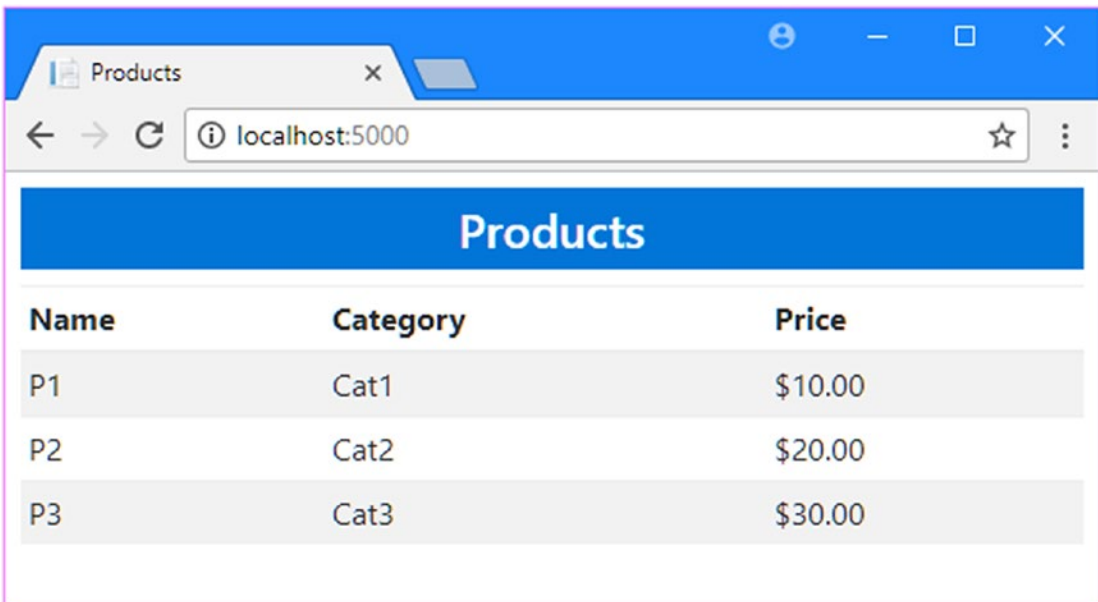 Products
localhost:5000
Products
Name Category Price
P1 Cat1 $10.00
P2 Cat2 $20.00
P3 Cat3 $30.00